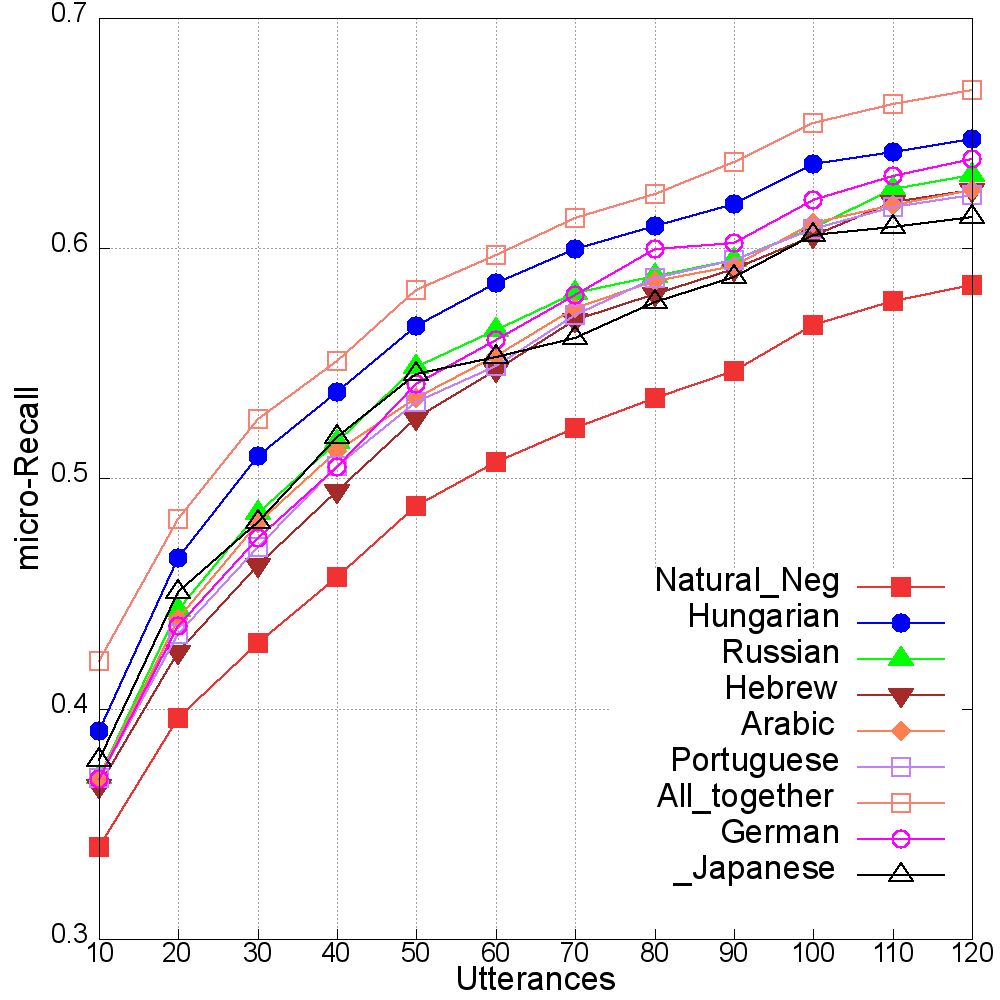 0.7
0.6
0.5
0.4
0.3
micro-Recall
Natural_Neg
Hungarian
Russian
Hebrew
Arabic
Portuguese
All_together
German
_Japanese
10 20 30 40 50 60 70 80 90 100 110 120
Utterances